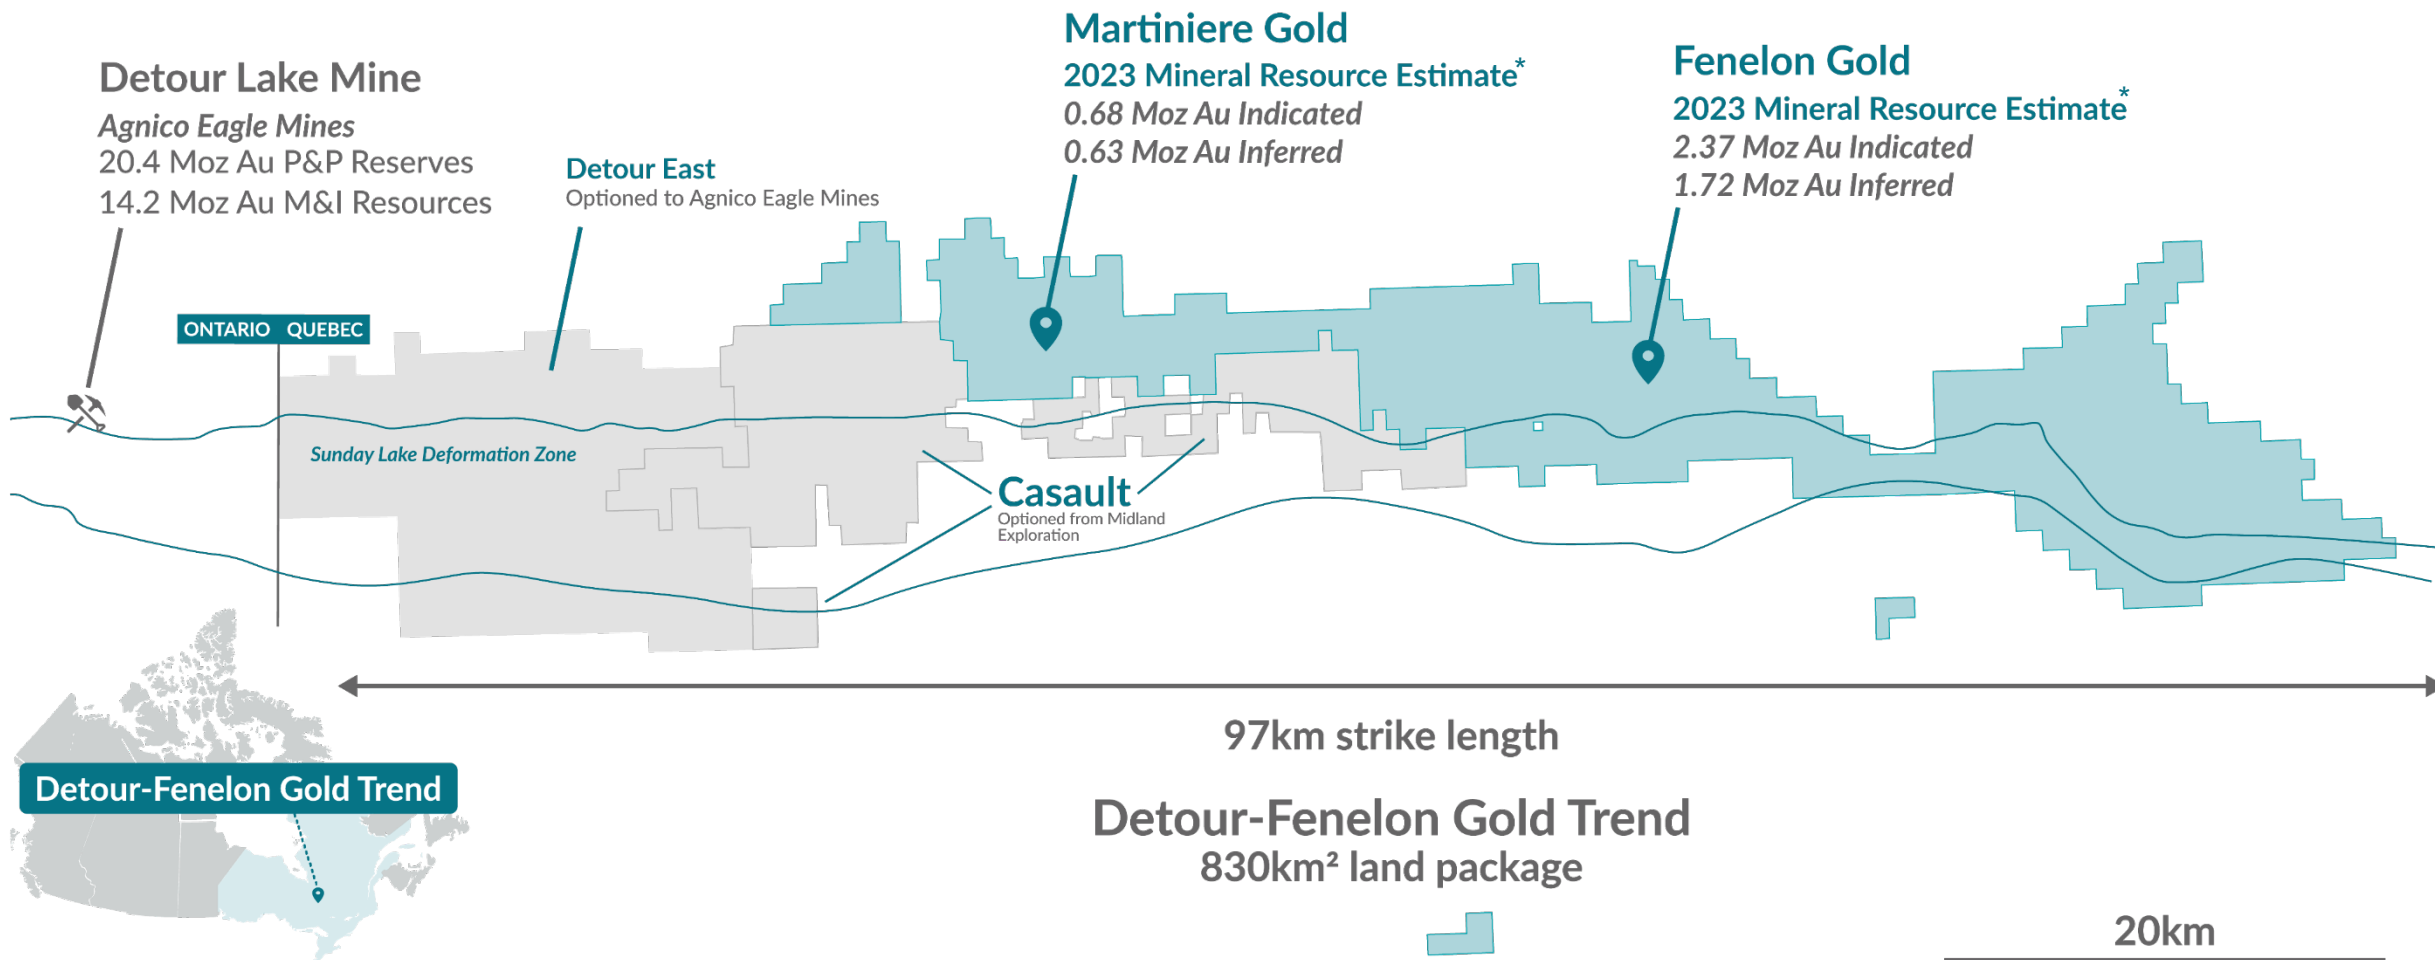 Detour Lake Mine
Agnico Eagle Mines
20.4 Moz Au P&P Reserves
14.2 Moz Au M&I Resources
Detour East
Optioned to Agnico Eagle Mines
Martiniere Gold
2023 Mineral Resource Estimate*
0.68 Moz Au Indicated
0.63 Moz Au Inferred
Fenelon Gold
2023 Mineral Resource Estimate*
2.37 Moz Au Indicated
1.72 Moz Au Inferred
ONTARIO QUEBEC
Sunday Lake Deformation Zone
Casault
Optioned from Midland
Exploration
97km strike length
Detour-Fenelon Gold Trend
Detour-Fenelon Gold Trend
830km² land package
20km